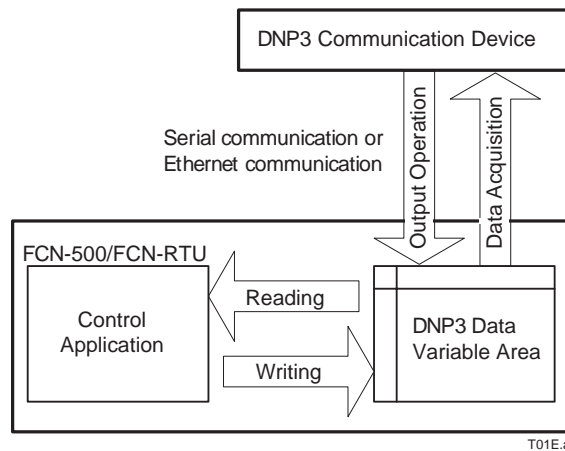 DNP3 Communication Device
Serial communication or
Ethernet communication
Output Operation
Data Acquisition
FCN-500/FCN-RTU
Control
Application
Reading
Writing
DNP3 Data
Variable Area
T01E.a